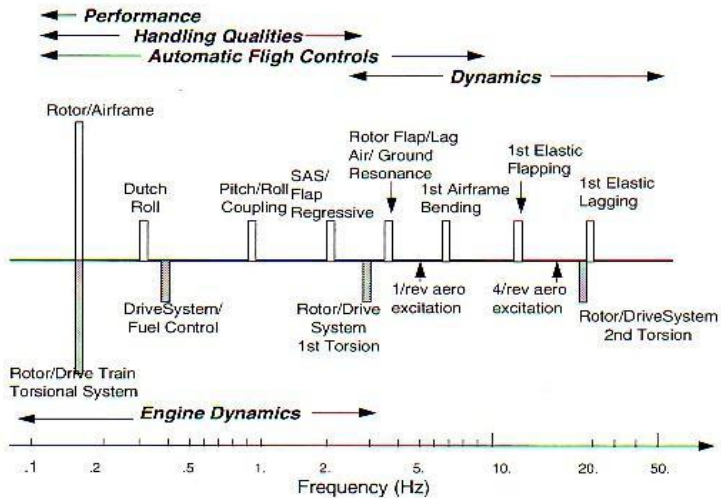 Performance
Handling Qualities
Automatic Fligh Controls
Dynamics
Rotor/Airframe
Dutch
Roll
Pitch/Roll
Coupling
SAS/
Flap
Regressive
Rotor Flap/Lag
Air/ Ground
Resonance
1st Airframe
Bending
1st Elastic
Flapping
1st Elastic
Lagging
DriveSystem/
Fuel Control
Rotor/Drive
System
1st Torsion
1/rev aero
excitation
4/rev aero
excitation
Rotor/DriveSystem
2nd Torsion
Rotor/Drive Train
Torsional System
Engine Dynamics
.1 .2 .5 1. 2. 5. 10. 20. 50.
Frequency (Hz)